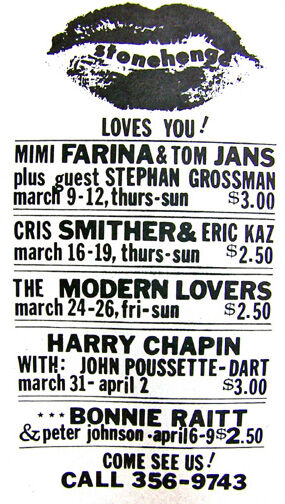 stonehenge
LOVES YOU!
MIMI FARINA & TOM JANS
plus guest STEPHAN GROSSMAN
march 9-12, thurs-sun $3.00
CRIS SMITHER & ERIC KAZ
march 16-19, thurs-sun $2.50
THE MODERN LOVERS
march 24-26, fri-sun $2.50
HARRY CHAPIN
WITH: JOHN POUSSETTE-DART
march 31-april 2 $3.00
***BONNIE RAITT
& peter johnson-april 6-9 $2.50
COME SEE US!
CALL 356-9743